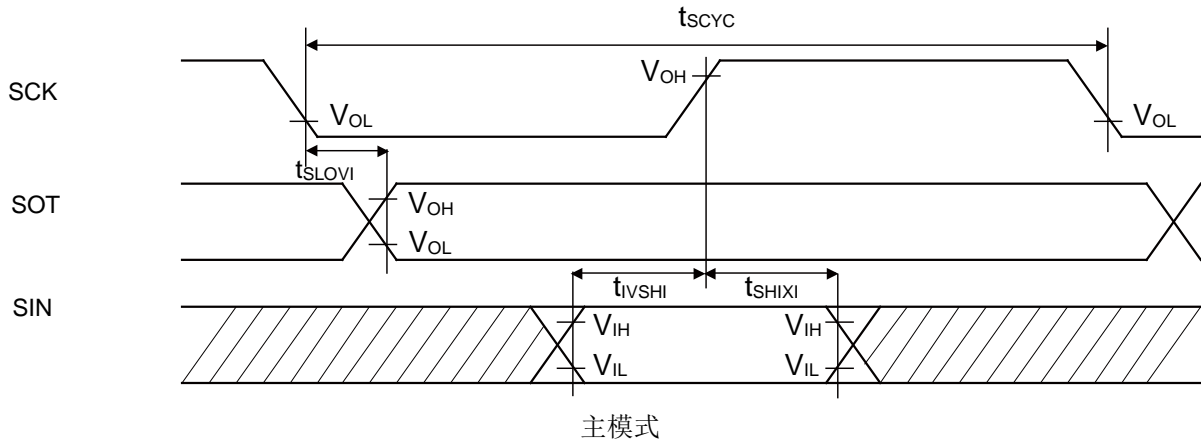 tSCYC
SCK
VOH
VOL
VOL
tSLOVI
SOT
VOH
VOL
tIVSHI
tSHIXI
SIN
VIH
VIH
VIL
VIL
主模式